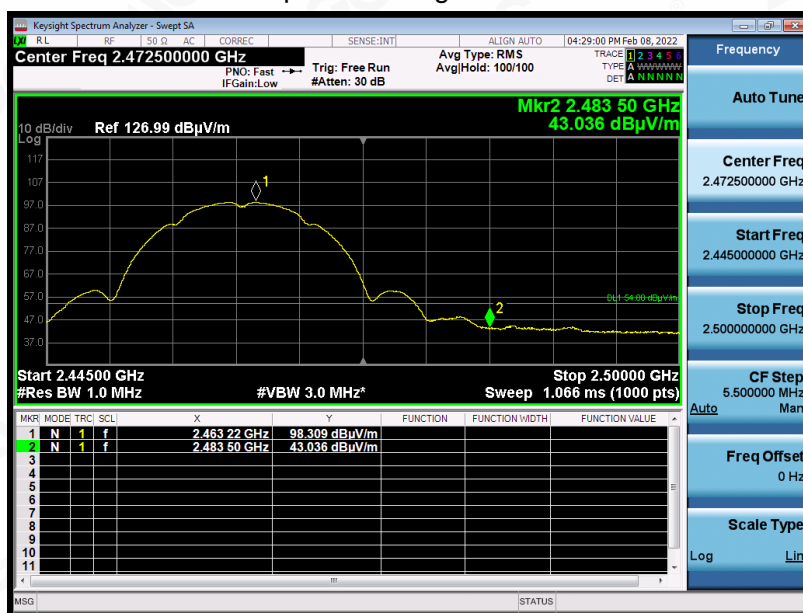 Keysight Spectrum Analyzer - Swept SA
LXI RL RF 50 Ω AC CORREC SENSE:INT ALIGN AUTO 04:29:00 PM Feb 08, 2022
Center Freq 2.472500000 GHz
PNO: Fast
IFGain:Low
Trig: Free Run
#Atten: 30 dB
Avg Type: RMS
Avg|Hold: 100/100
TRACE 1 2 3 4 5 6
TYPE A WWWWW
DET A N N N N N
Mkr2 2.483 50 GHz
43.036 dBµV/m
10 dB/div Ref 126.99 dBµV/m
Log
117
107
97.0
87.0
77.0
67.0
57.0
47.0
37.0
1
2
DL1 54.00 dBµV/m
Start 2.44500 GHz Stop 2.50000 GHz
#Res BW 1.0 MHz #VBW 3.0 MHz* Sweep 1.066 ms (1000 pts)
MKR MODE TRC SCL X Y FUNCTION FUNCTION WIDTH FUNCTION VALUE
1 N 1 f 2.463 22 GHz 98.309 dBµV/m
2 N 1 f 2.483 50 GHz 43.036 dBµV/m
3
4
5
6
7
8
9
10
11
MSG STATUS
Frequency
Auto Tune
Center Freq
2.472500000 GHz
Start Freq
2.445000000 GHz
Stop Freq
2.500000000 GHz
CF Step
5.500000 MHz
Auto Man
Freq Offset
0 Hz
Scale Type
Log Lin